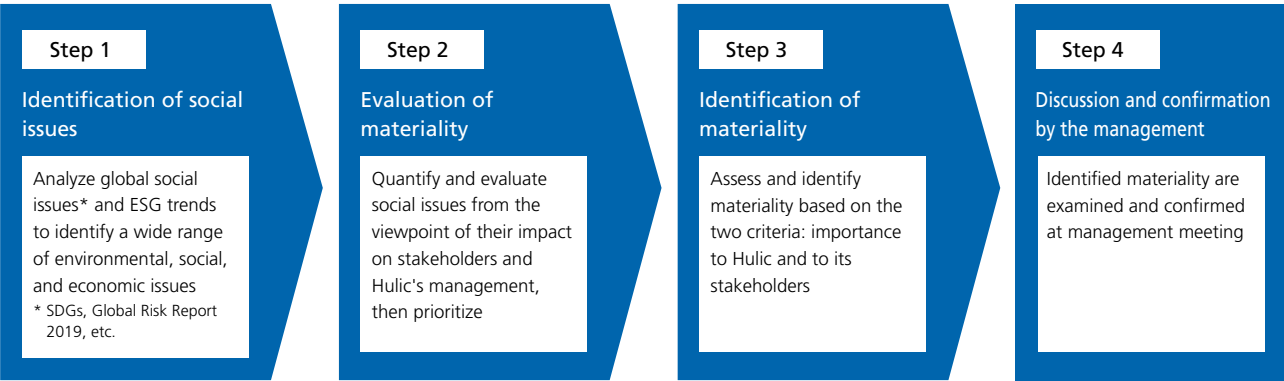 Step 1
Identification of social
issues
Analyze global social
issues* and ESG trends
to identify a wide range
of environmental, social,
and economic issues
* SDGs, Global Risk Report
2019, etc.
Step 2
Evaluation of
materiality
Quantify and evaluate
social issues from the
viewpoint of their impact
on stakeholders and
Hulic's management,
then prioritize
Step 3
Identification of
materiality
Assess and identify
materiality based on the
two criteria: importance
to Hulic and to its
stakeholders
Step 4
Discussion and confirmation
by the management
Identified materiality are
examined and confirmed
at management meeting